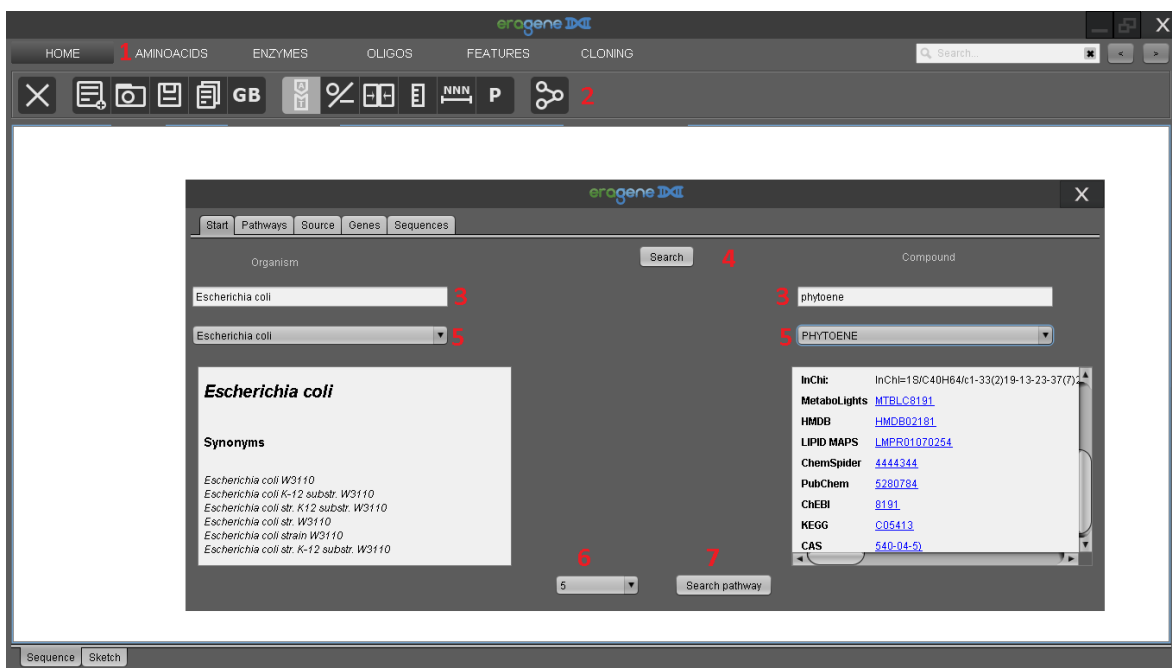 eragene IXII
_ X
HOME 1 AMINOACIDS ENZYMES OLIGOS FEATURES CLONING Search... < >
GB NNN P 2
eragene IXII
X
Start Pathways Source Genes Sequences
Organism Search 4 Compound
Escherichia coli 3 3 phytoene
Escherichia coli 5 5 PHYTOENE
Escherichia coli
Synonyms
Escherichia coli W3110
Escherichia coli K-12 substr. W3110
Escherichia coli str. K12 substr. W3110
Escherichia coli str. W3110
Escherichia coli strain W3110
Escherichia coli str. K-12 substr. W3110
InChi: InChI=1S/C40H64/c1-33(2)19-13-23-37(7)2
MetaboLights MTBLC8191
HMDB HMDB02181
LIPID MAPS LMPR01070254
ChemSpider 4444344
PubChem 5280784
ChEBI 8191
KEGG C05413
CAS 540-04-5)
6 7
5 Search pathway
Sequence Sketch